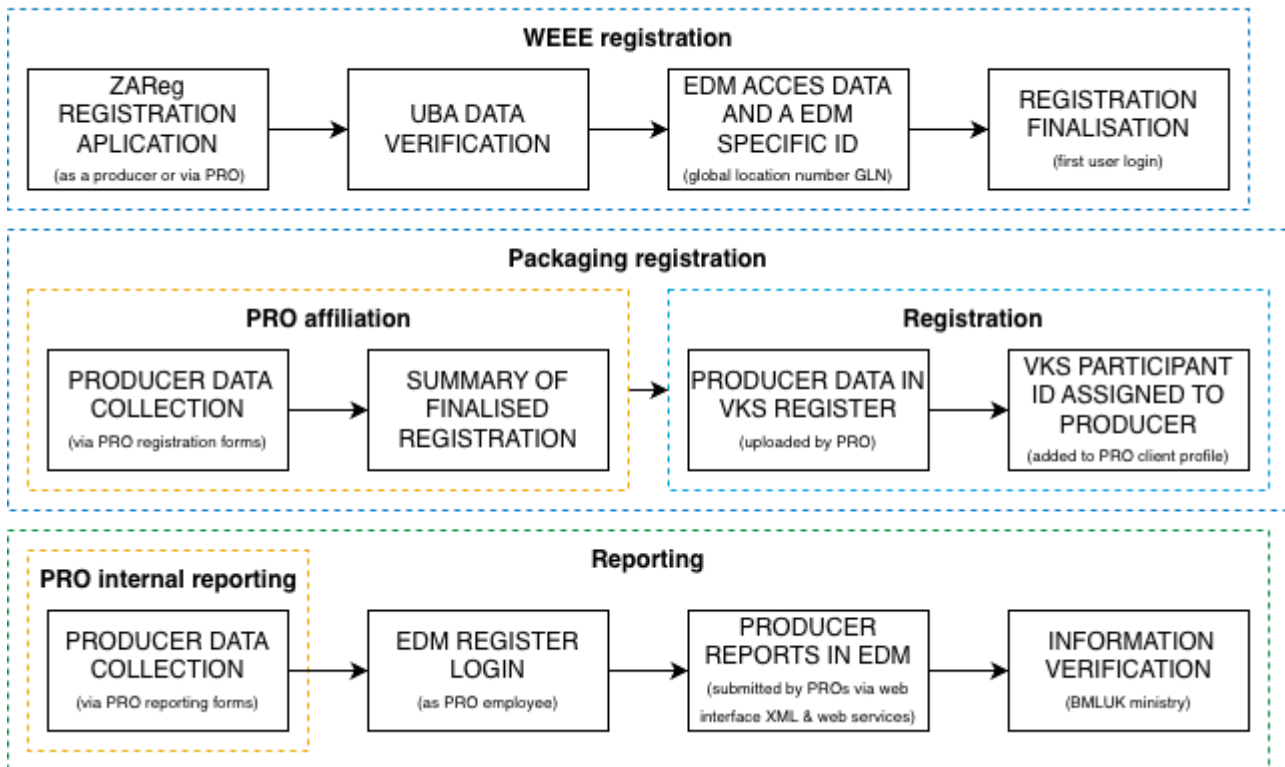 WEEE registration
ZAReg
REGISTRATION
APLICATION
(as a producer or via PRO)
UBA DATA
VERIFICATION
EDM ACCES DATA
AND A EDM
SPECIFIC ID
(global location number GLN)
REGISTRATION
FINALISATION
(first user login)
Packaging registration
PRO affiliation
PRODUCER DATA
COLLECTION
(via PRO registration forms)
SUMMARY OF
FINALISED
REGISTRATION
Registration
PRODUCER DATA IN
VKS REGISTER
(uploaded by PRO)
VKS PARTICIPANT
ID ASSIGNED TO
PRODUCER
(added to PRO client profile)
Reporting
PRO internal reporting
PRODUCER DATA
COLLECTION
(via PRO reporting forms)
EDM REGISTER
LOGIN
(as PRO employee)
PRODUCER
REPORTS IN EDM
(submitted by PROs via web
interface XML & web services)
INFORMATION
VERIFICATION
(BMLUK ministry)